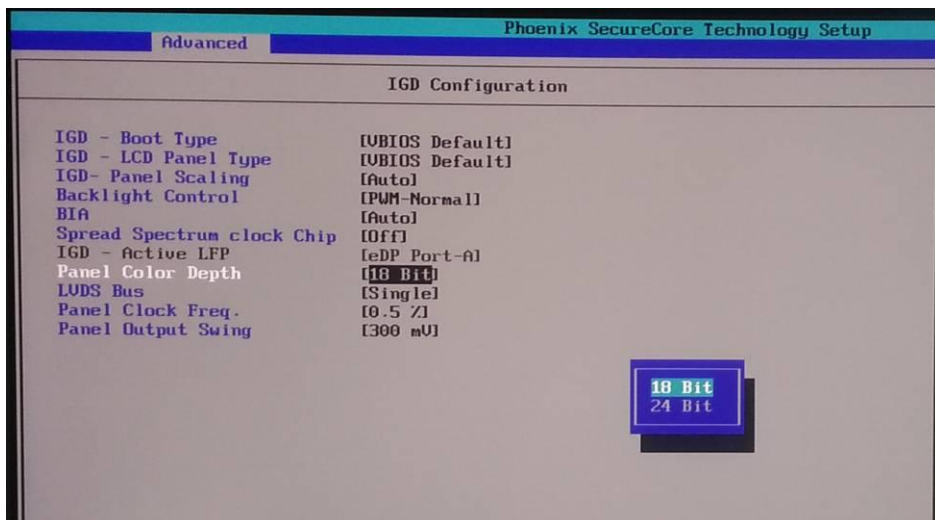 Phoenix SecureCore Technology Setup
Advanced
IGD Configuration
IGD - Boot Type [VBIOS Default]
IGD - LCD Panel Type [VBIOS Default]
IGD- Panel Scaling [Auto]
Backlight Control [PWM-Normal]
BIA [Auto]
Spread Spectrum clock Chip [Off]
IGD - Active LFP [eDP Port-A]
Panel Color Depth [18 Bit]
LVDS Bus [Single]
Panel Clock Freq. [0.5 %]
Panel Output Swing [300 mV]
18 Bit
24 Bit